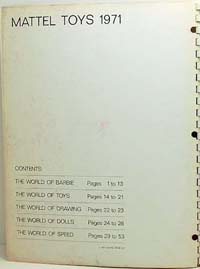 MATTEL TOYS 1971
CONTENTS
THE WORLD OF BARBIE Pages 1 to 13
THE WORLD OF TOYS Pages 14 to 21
THE WORLD OF DRAWING Pages 22 to 23
THE WORLD OF DOLLS Pages 24 to 28
THE WORLD OF SPEED Pages 29 to 53